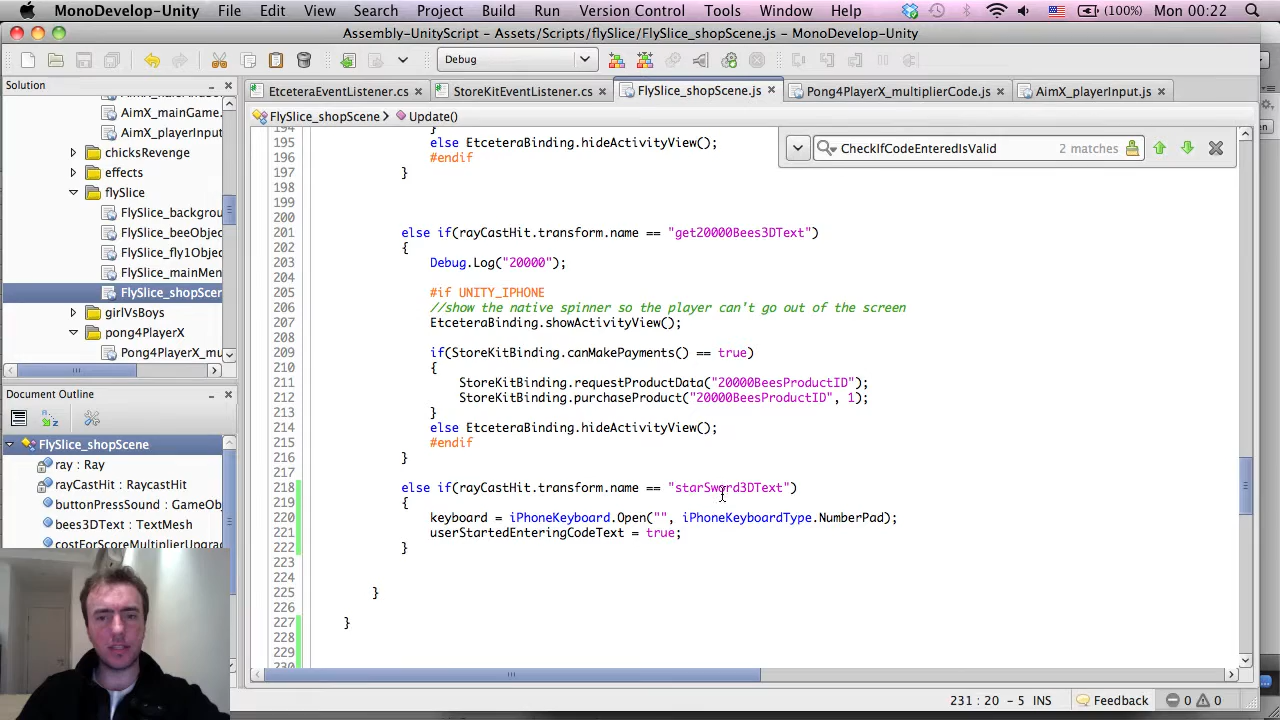 MonoDevelop-Unity File Edit View Search Project Build Run Version Control Tools Window Help (100%) Mon 00:22
Assembly-UnityScript - Assets/Scripts/flySlice/FlySlice_shopScene.js - MonoDevelop-Unity
Debug
Solution
EtceteraEventListener.cs
StoreKitEventListener.cs
FlySlice_shopScene.js
Pong4PlayerX_multiplierCode.js
AimX_playerInput.js
FlySlice_shopScene
Update()
CheckIfCodeEnteredIsValid 2 matches
AimX_mainGame.
AimX_playerInput
chicksRevenge
effects
flySlice
FlySlice_backgrou
FlySlice_beeObjec
FlySlice_fly1Objec
FlySlice_mainMen
FlySlice_shopScen
girlVsBoys
pong4PlayerX
Pong4PlayerX_mu
Document Outline
FlySlice_shopScene
ray : Ray
rayCastHit : RaycastHit
buttonPressSound : GameObj
bees3DText : TextMesh
costForScoreMultiplierUpgrad
194 }
195 else EtceteraBinding.hideActivityView();
196 #endif
197 }
198
199
200
201 else if(rayCastHit.transform.name == "get20000Bees3DText")
202 {
203 Debug.Log("20000");
204
205 #if UNITY_IPHONE
206 //show the native spinner so the player can't go out of the screen
207 EtceteraBinding.showActivityView();
208
209 if(StoreKitBinding.canMakePayments() == true)
210 {
211 StoreKitBinding.requestProductData("20000BeesProductID");
212 StoreKitBinding.purchaseProduct("20000BeesProductID", 1);
213 }
214 else EtceteraBinding.hideActivityView();
215 #endif
216 }
217
218 else if(rayCastHit.transform.name == "starSword3DText")
219 {
220 keyboard = iPhoneKeyboard.Open("", iPhoneKeyboardType.NumberPad);
221 userStartedEnteringCodeText = true;
222 }
223
224
225 }
226
227 }
228
229
230
231 : 20 - 5 INS Feedback 0 0